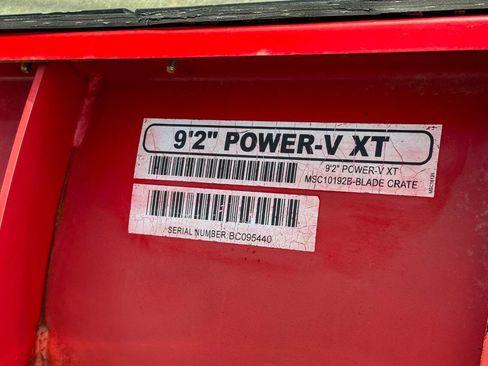 9'2" POWER-V XT
9'2" POWER-V XT
MSC10192B-BLADE CRATE
SERIAL NUMBER:BC095440